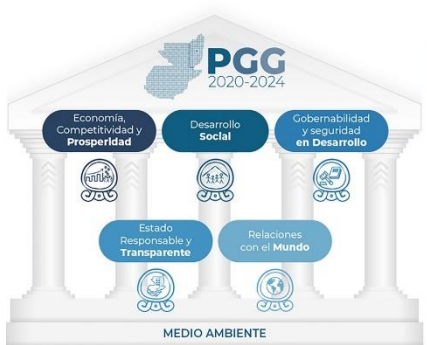 PGG
2020-2024
Economía,
Competitividad y
Prosperidad
Desarrollo
Social
Gobernabilidad
y seguridad
en Desarrollo
Estado
Responsable y
Transparente
Relaciones
con el Mundo
MEDIO AMBIENTE